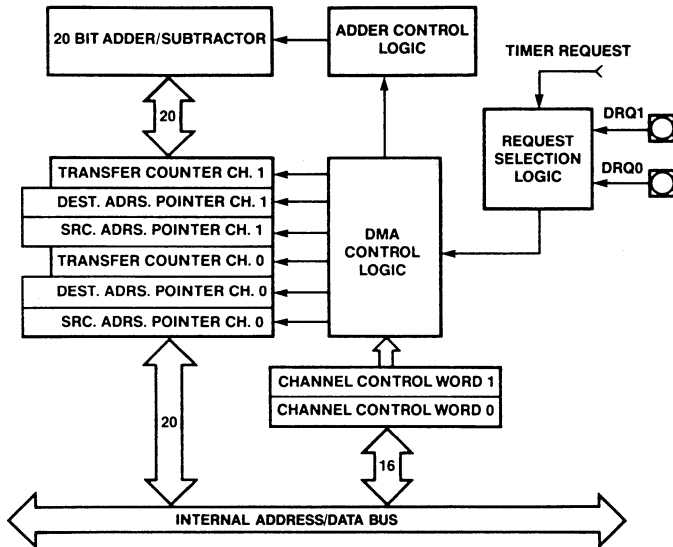 20 BIT ADDER/SUBTRACTOR
ADDER CONTROL
LOGIC
TIMER REQUEST
DRQ1
REQUEST
SELECTION
LOGIC
DRQ0
20
TRANSFER COUNTER CH. 1
DEST. ADRS. POINTER CH. 1
SRC. ADRS. POINTER CH. 1
TRANSFER COUNTER CH. 0
DEST. ADRS. POINTER CH. 0
SRC. ADRS. POINTER CH. 0
DMA
CONTROL
LOGIC
CHANNEL CONTROL WORD 1
CHANNEL CONTROL WORD 0
20
16
INTERNAL ADDRESS/DATA BUS